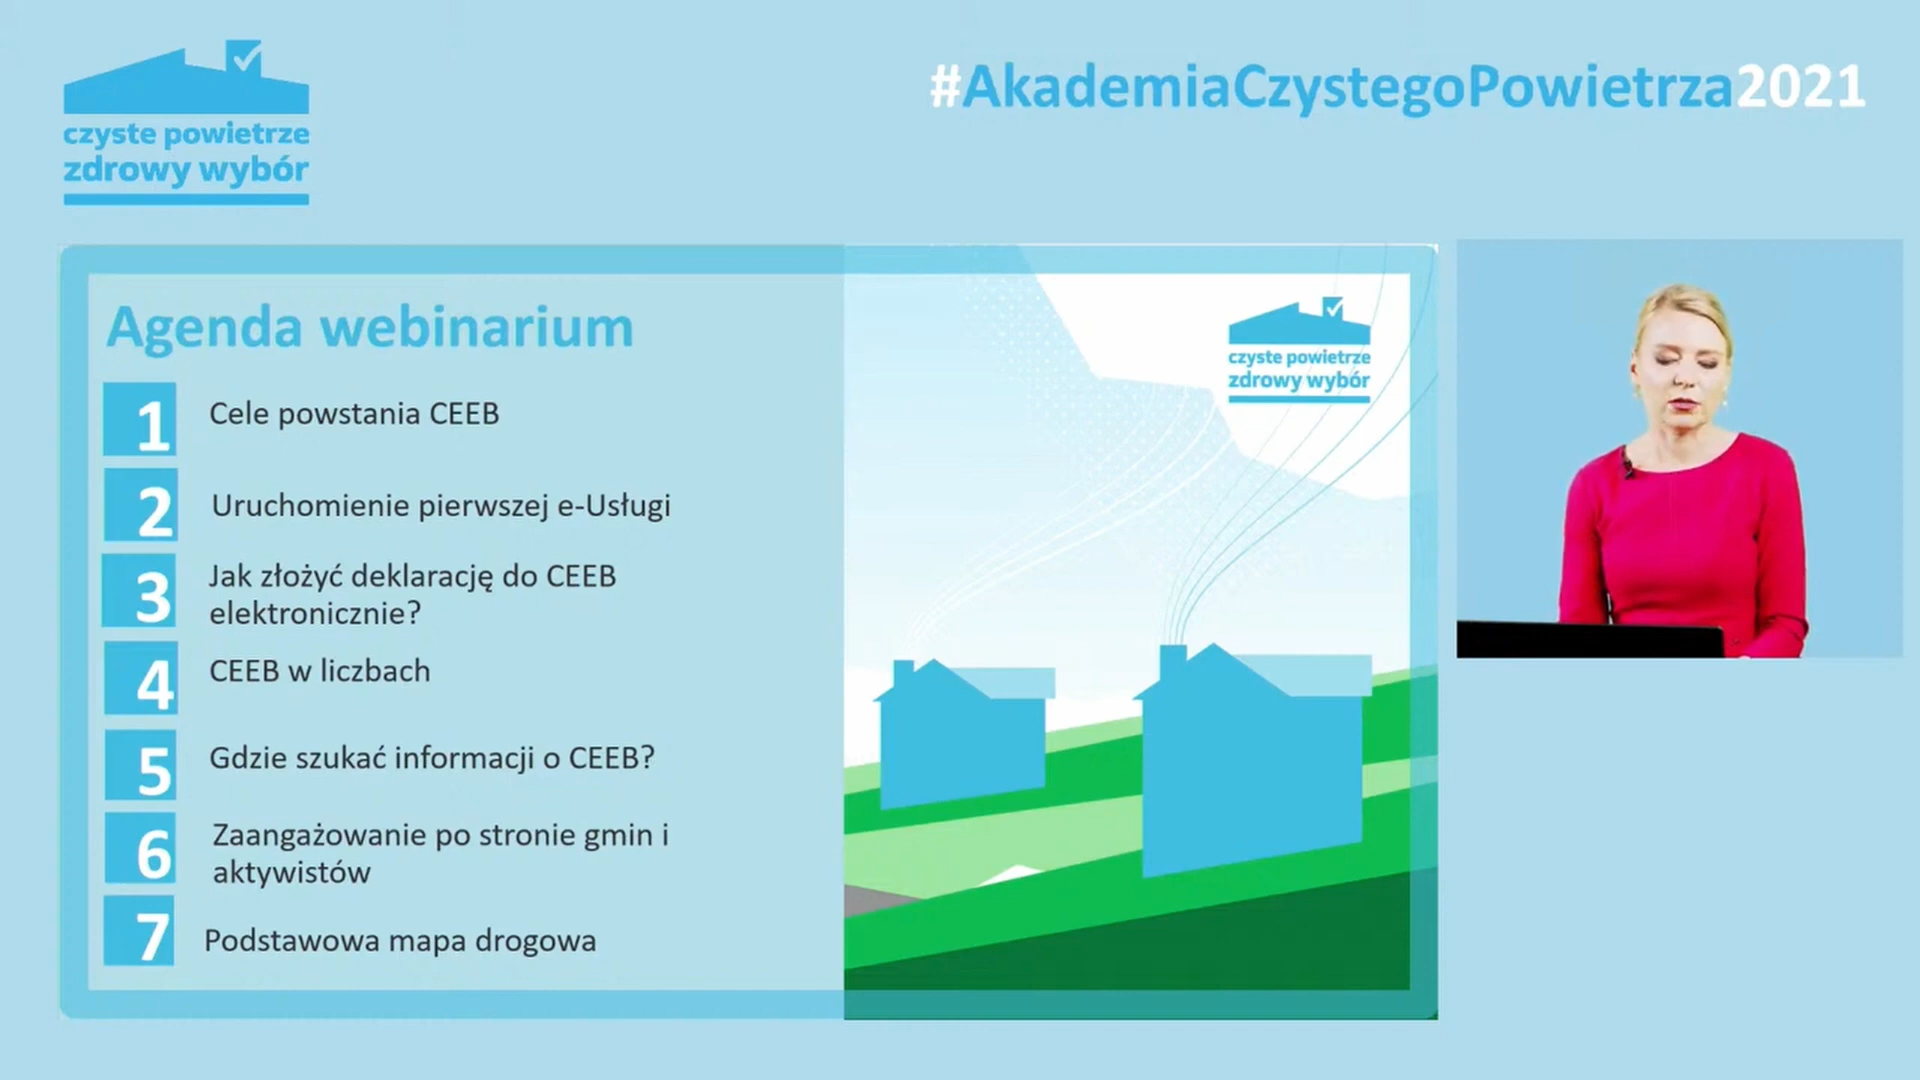 czyste powietrze
zdrowy wybór
#AkademiaCzystegoPowietrza2021
Agenda webinarium
1 Cele powstania CEEB
2 Uruchomienie pierwszej e-Usługi
3 Jak złożyć deklarację do CEEB
elektronicznie?
4 CEEB w liczbach
5 Gdzie szukać informacji o CEEB?
6 Zaangażowanie po stronie gmin i
aktywistów
7 Podstawowa mapa drogowa
czyste powietrze
zdrowy wybór